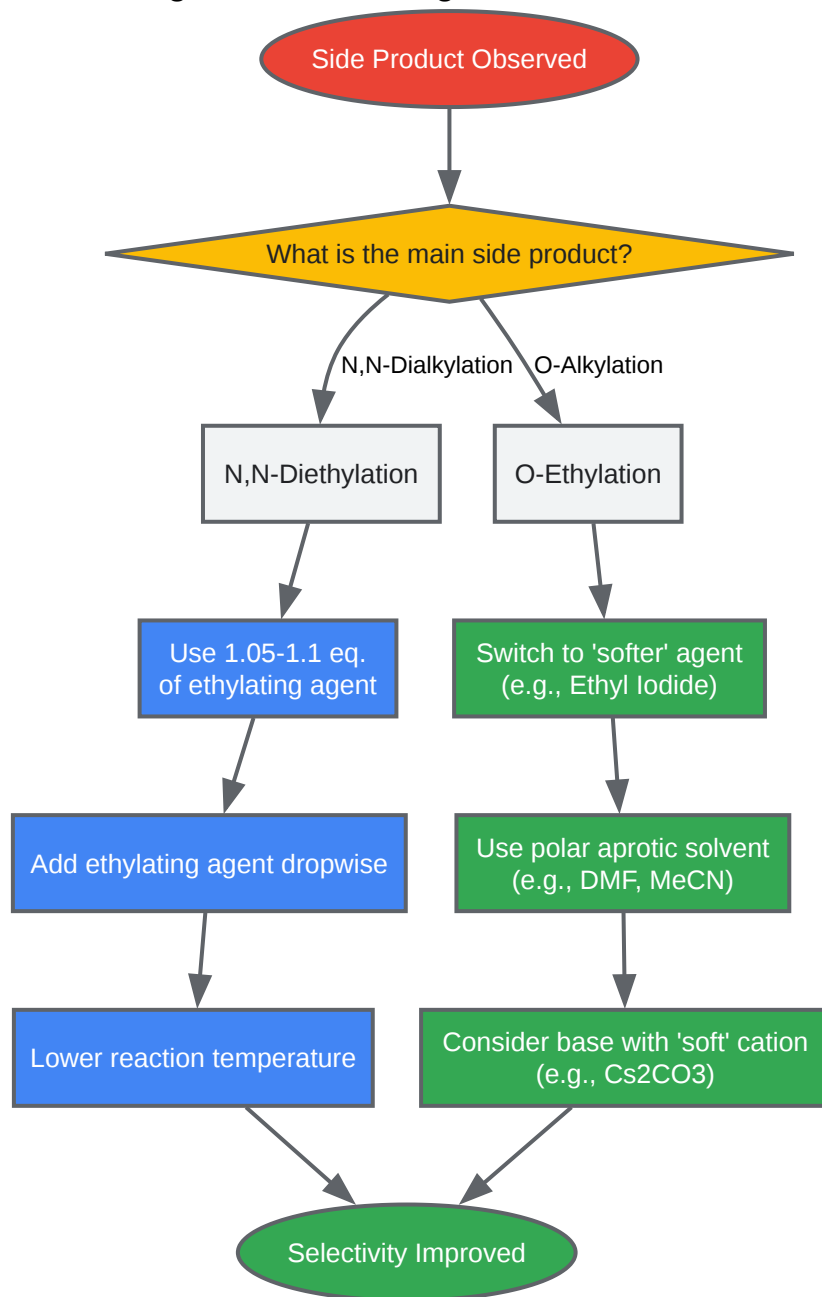 Side Product Observed
What is the main side product?
N,N-Dialkylation
O-Alkylation
N,N-Diethylation
O-Ethylation
Use 1.05-1.1 eq.
of ethylating agent
Switch to 'softer' agent
(e.g., Ethyl Iodide)
Add ethylating agent dropwise
Use polar aprotic solvent
(e.g., DMF, MeCN)
Lower reaction temperature
Consider base with 'soft' cation
(e.g., Cs2CO3)
Selectivity Improved